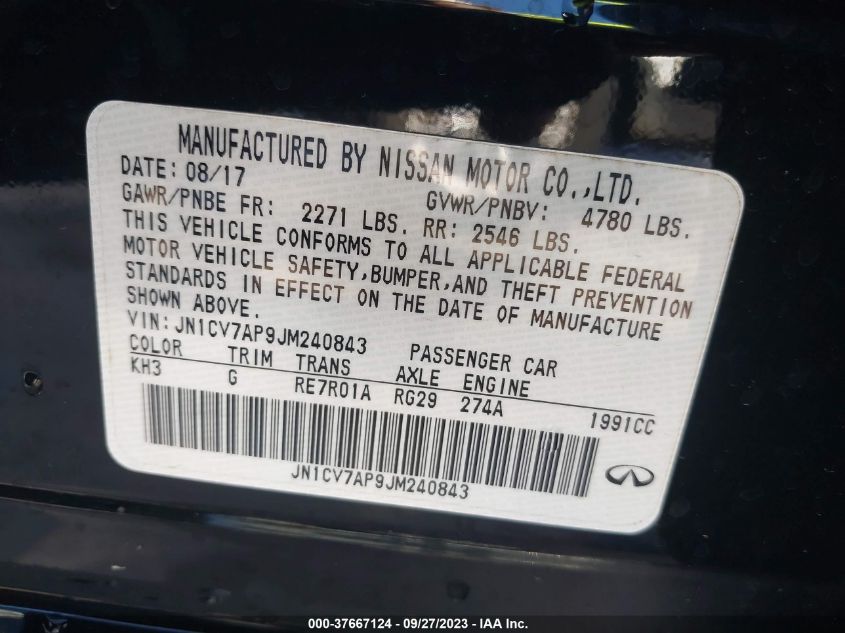 MANUFACTURED BY NISSAN MOTOR CO.,LTD.
DATE: 08/17 GVWR/PNBV: 4780 LBS.
GAWR/PNBE FR: 2271 LBS. RR: 2546 LBS.
THIS VEHICLE CONFORMS TO ALL APPLICABLE FEDERAL
MOTOR VEHICLE SAFETY,BUMPER,AND THEFT PREVENTION
STANDARDS IN EFFECT ON THE DATE OF MANUFACTURE
SHOWN ABOVE.
VIN:JN1CV7AP9JM240843 PASSENGER CAR
COLOR TRIM TRANS AXLE ENGINE
KH3 G RE7R01A RG29 274A 1991CC
JN1CV7AP9JM240843
000-37667124 - 09/27/2023 - IAA Inc.